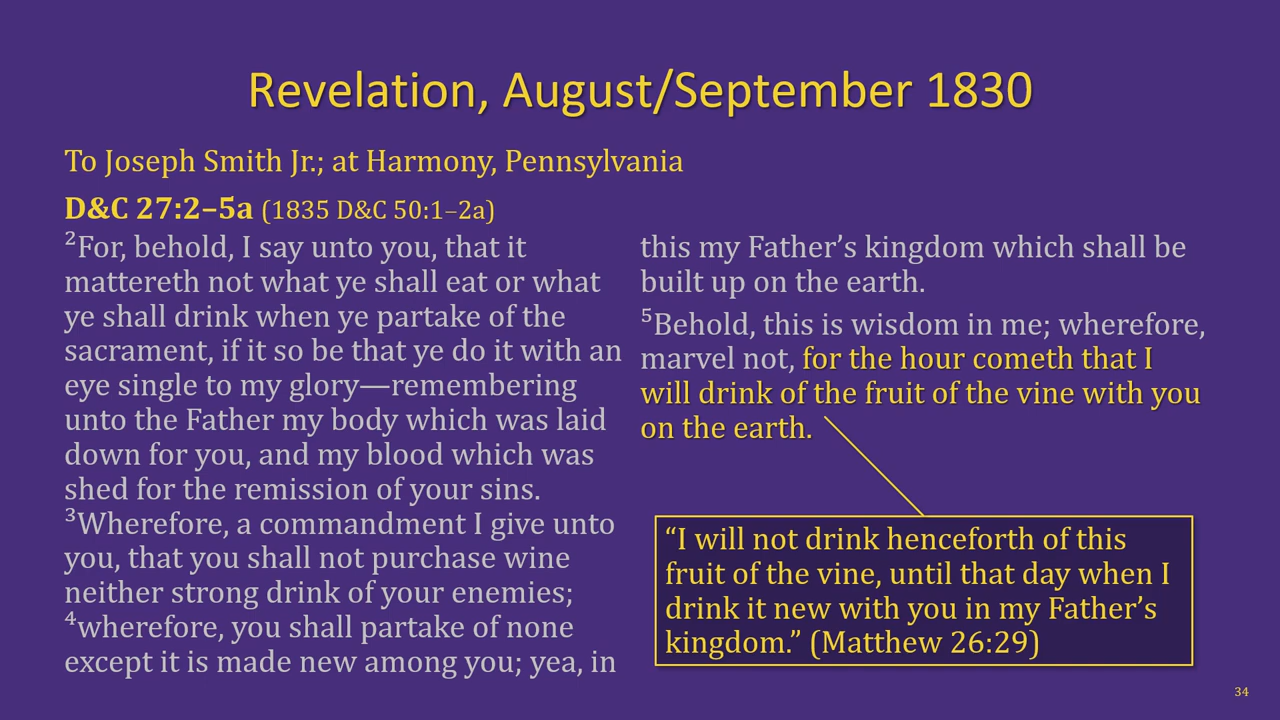 Revelation, August/September 1830
To Joseph Smith Jr.; at Harmony, Pennsylvania
D&C 27:2–5a (1835 D&C 50:1–2a)
²For, behold, I say unto you, that it
mattereth not what ye shall eat or what
ye shall drink when ye partake of the
sacrament, if it so be that ye do it with an
eye single to my glory—remembering
unto the Father my body which was laid
down for you, and my blood which was
shed for the remission of your sins.
³Wherefore, a commandment I give unto
you, that you shall not purchase wine
neither strong drink of your enemies;
⁴wherefore, you shall partake of none
except it is made new among you; yea, in
this my Father’s kingdom which shall be
built up on the earth.
⁵Behold, this is wisdom in me; wherefore,
marvel not, for the hour cometh that I
will drink of the fruit of the vine with you
on the earth.
“I will not drink henceforth of this
fruit of the vine, until that day when I
drink it new with you in my Father’s
kingdom.” (Matthew 26:29)
34